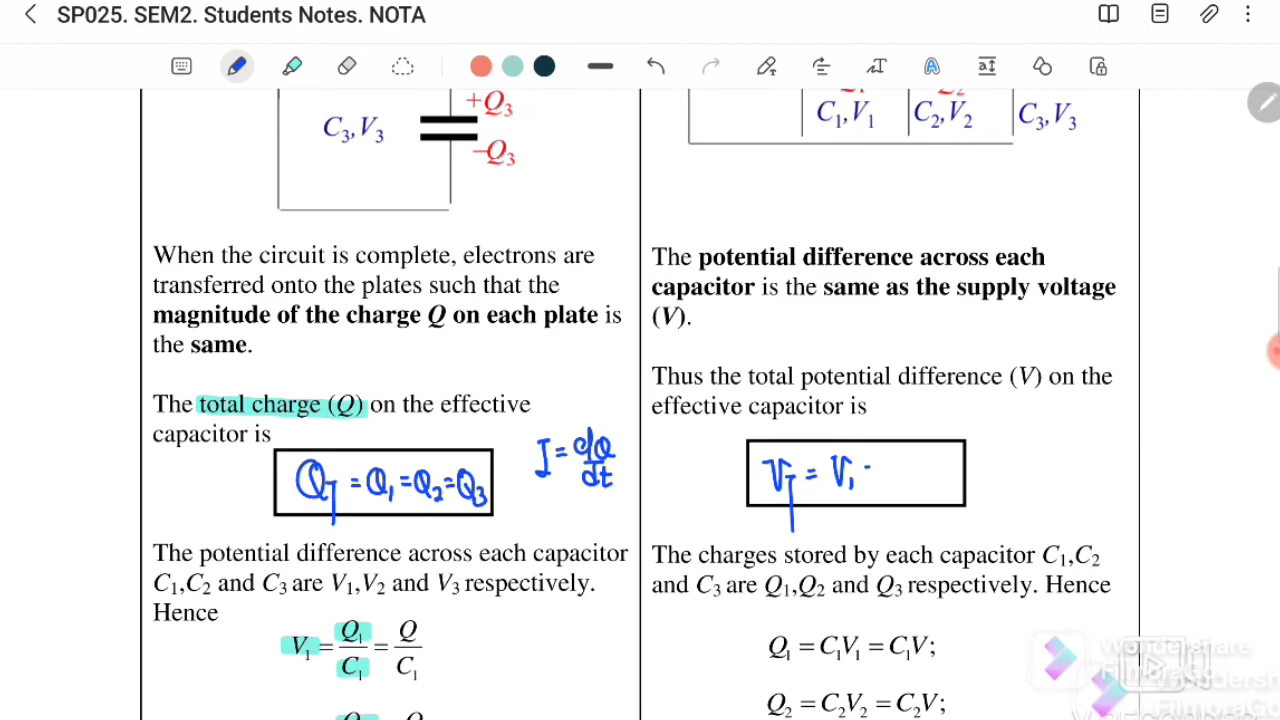 SP025. SEM2. Students Notes. NOTA
+Q3
C3, V3
–Q3
C1, V1
C2, V2
C3, V3
When the circuit is complete, electrons are
transferred onto the plates such that the
magnitude of the charge Q on each plate is
the same.
The total charge (Q) on the effective
capacitor is
QT = Q1 = Q2 = Q3
I = dQ/dt
The potential difference across each capacitor
C1,C2 and C3 are V1,V2 and V3 respectively.
Hence
V1 = Q1/C1 = Q/C1
The potential difference across each
capacitor is the same as the supply voltage
(V).
Thus the total potential difference (V) on the
effective capacitor is
VT = V1
The charges stored by each capacitor C1,C2
and C3 are Q1,Q2 and Q3 respectively. Hence
Q1 = C1V1 = C1V;
Q2 = C2V2 = C2V;
Wondershare